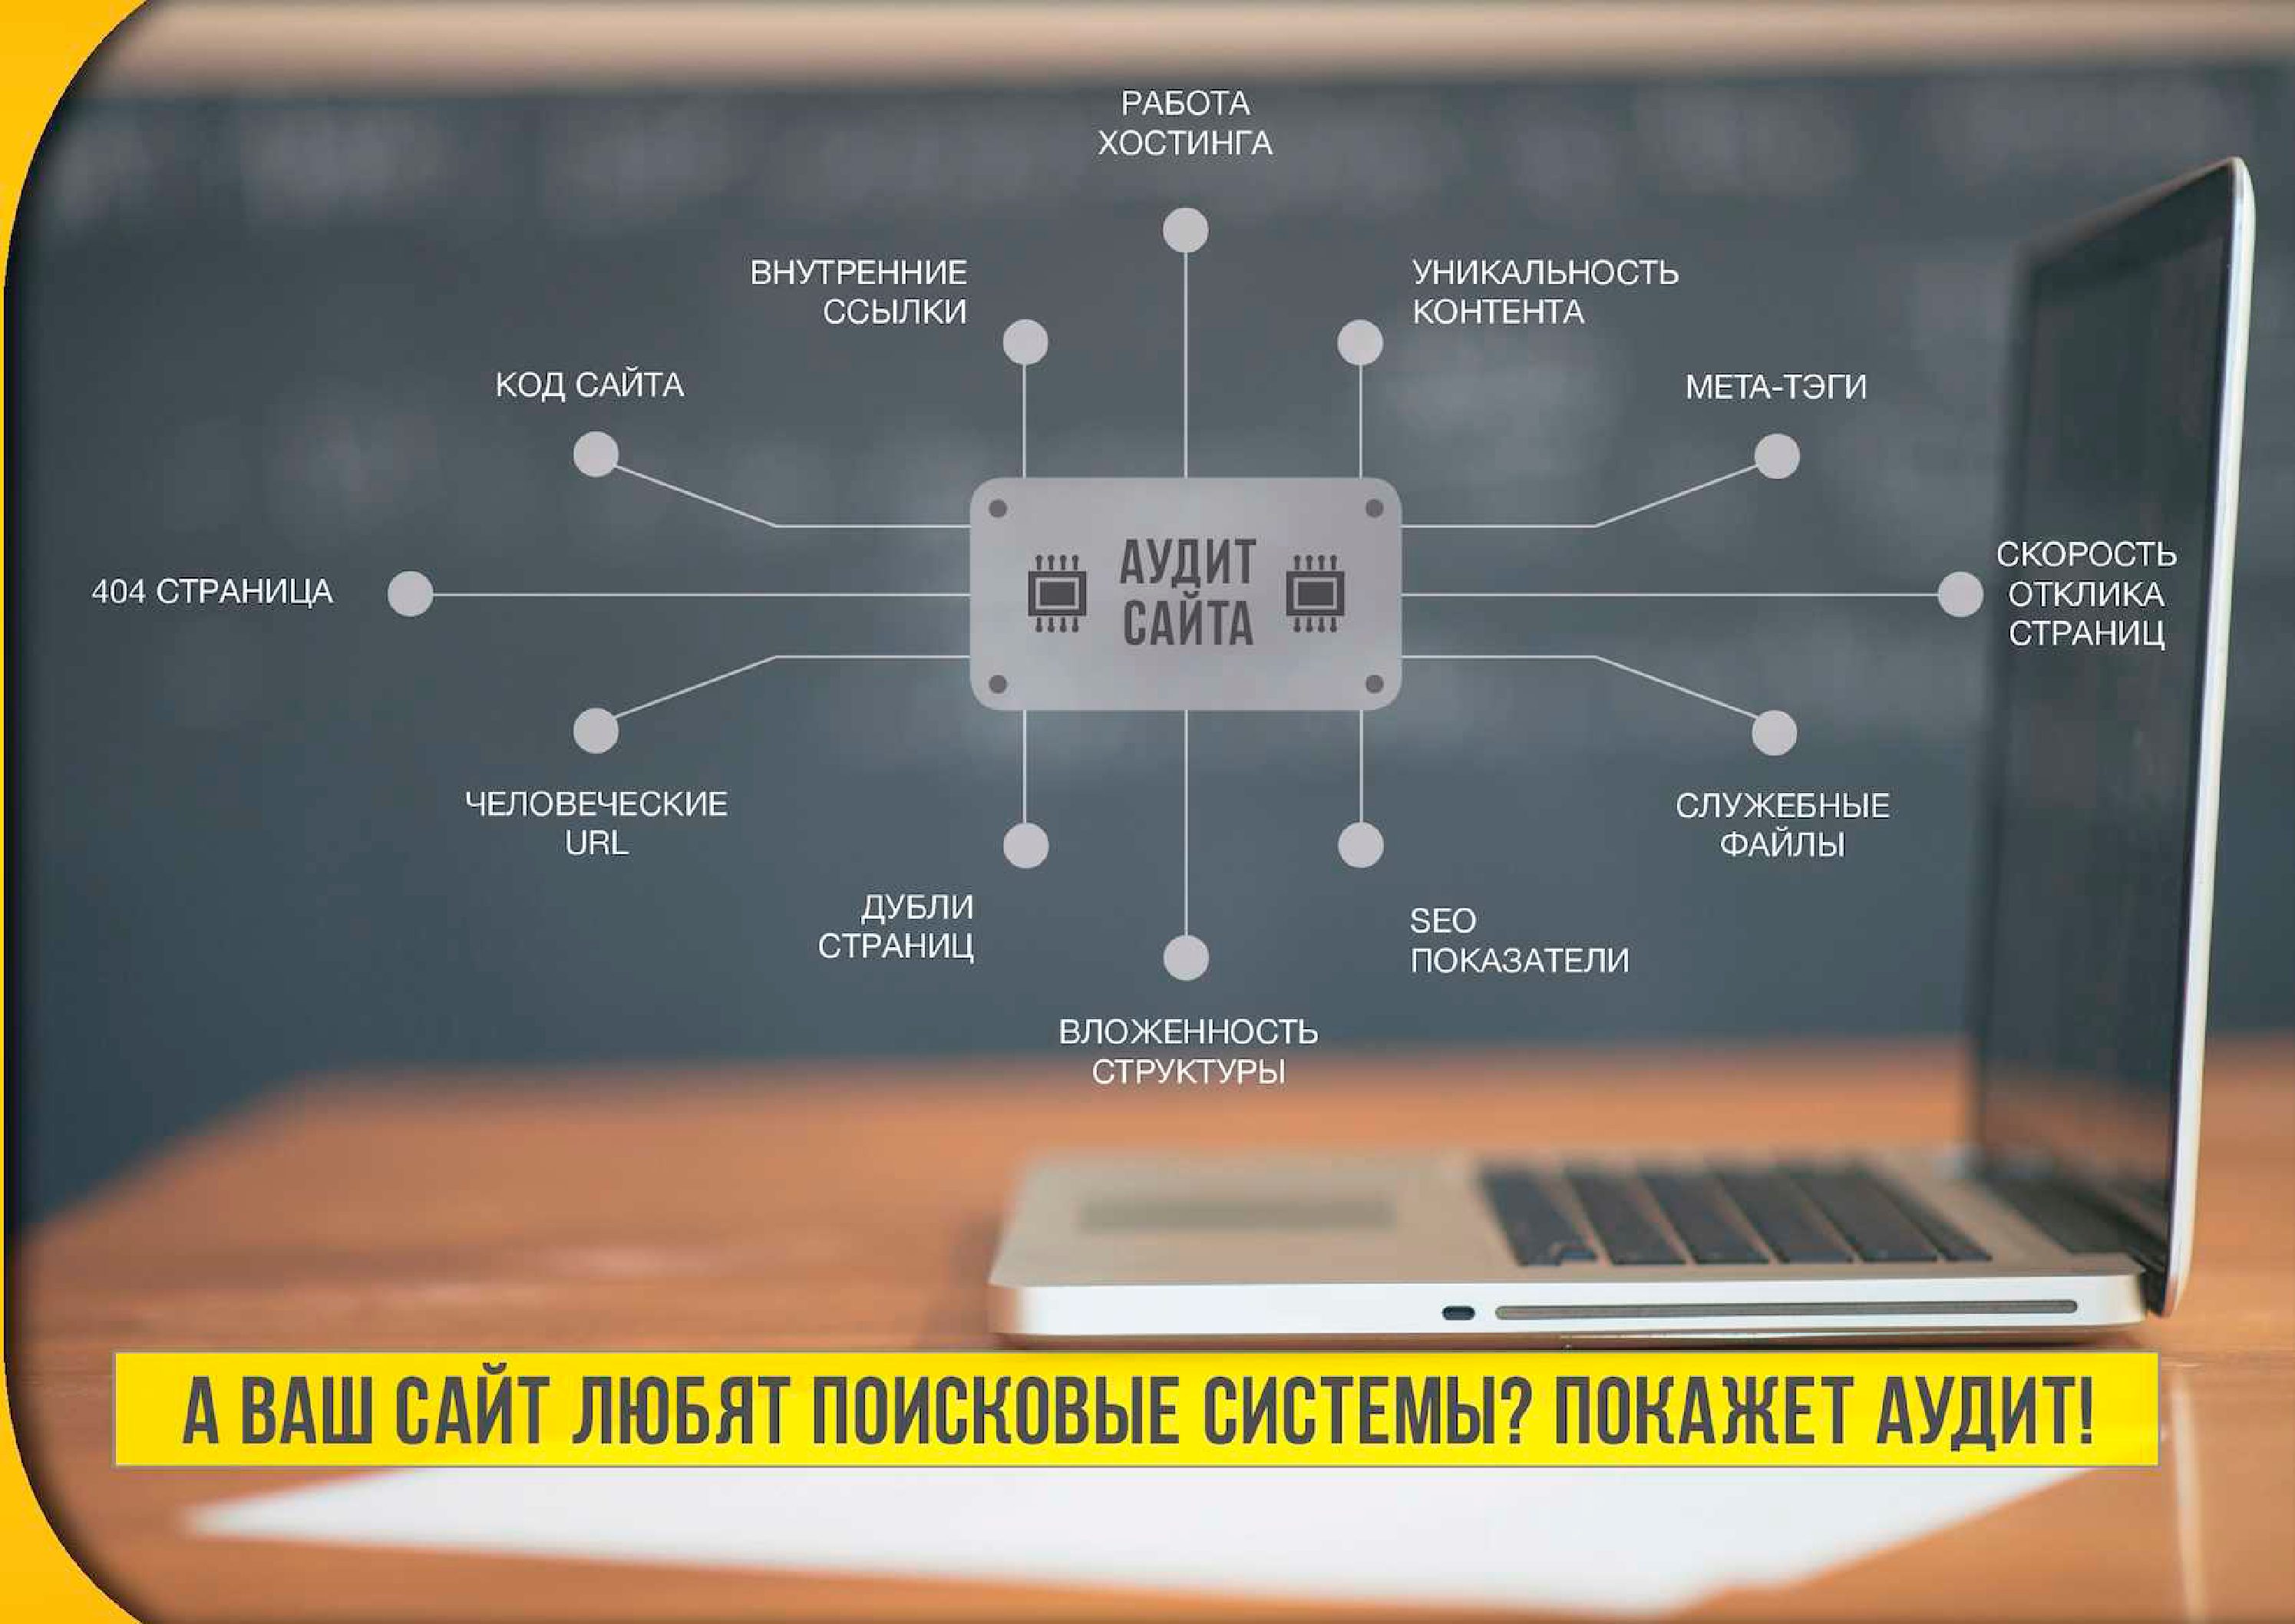 РАБОТА
ХОСТИНГА
ВНУТРЕННИЕ
ССЫЛКИ
УНИКАЛЬНОСТЬ
КОНТЕНТА
КОД САЙТА
МЕТА-ТЭГИ
404 СТРАНИЦА
АУДИТ
САЙТА
СКОРОСТЬ
ОТКЛИКА
СТРАНИЦ
ЧЕЛОВЕЧЕСКИЕ
URL
СЛУЖЕБНЫЕ
ФАЙЛЫ
ДУБЛИ
СТРАНИЦ
SEO
ПОКАЗАТЕЛИ
ВЛОЖЕННОСТЬ
СТРУКТУРЫ
А ВАШ САЙТ ЛЮБЯТ ПОИСКОВЫЕ СИСТЕМЫ? ПОКАЖЕТ АУДИТ!